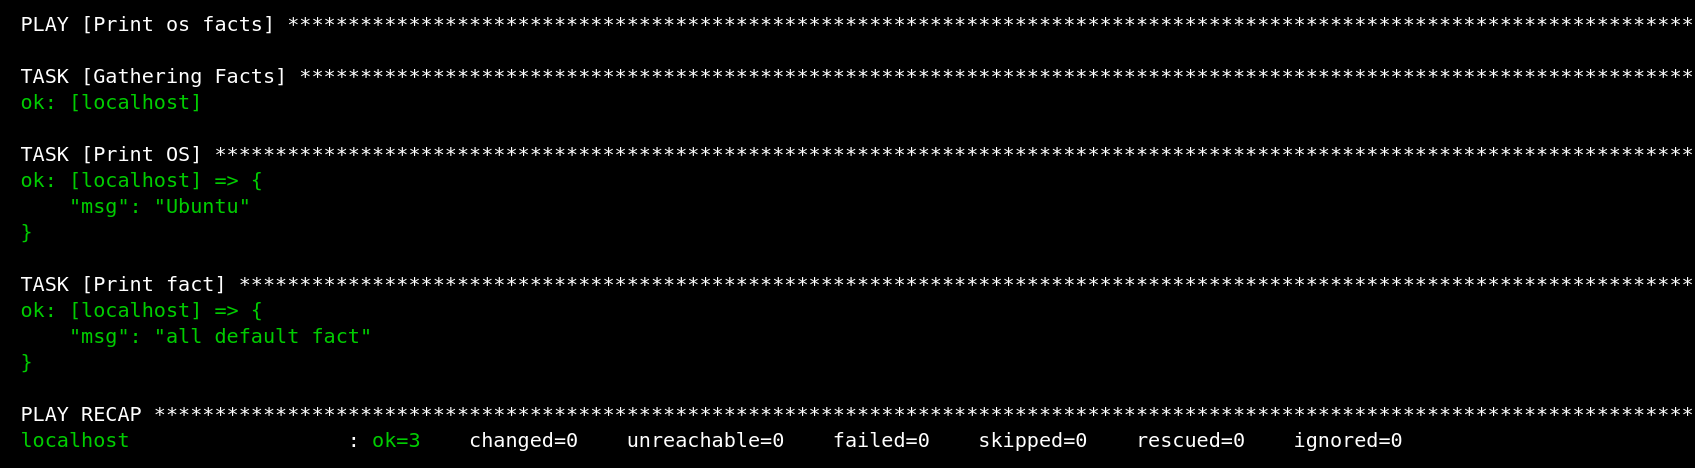 PLAY [Print os facts] ********************************************************************************************************************
TASK [Gathering Facts] *******************************************************************************************************************
ok: [localhost]
TASK [Print OS] **************************************************************************************************************************
ok: [localhost] => {
    "msg": "Ubuntu"
}
TASK [Print fact] ************************************************************************************************************************
ok: [localhost] => {
    "msg": "all default fact"
}
PLAY RECAP *******************************************************************************************************************************
localhost                  : ok=3    changed=0    unreachable=0    failed=0    skipped=0    rescued=0    ignored=0